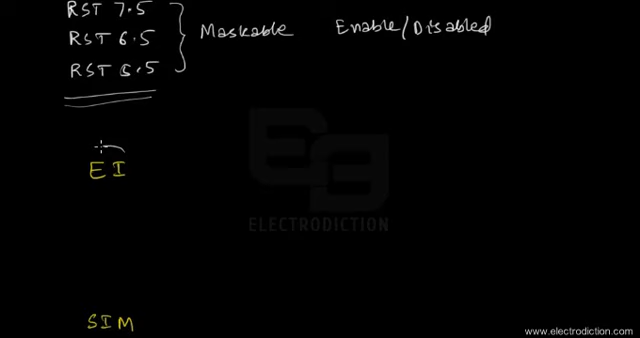 RST 7.5
RST 6.5 Maskable Enable/Disabled
RST 5.5
EI
ELECTRODICTION
SIM
www.electrodiction.com